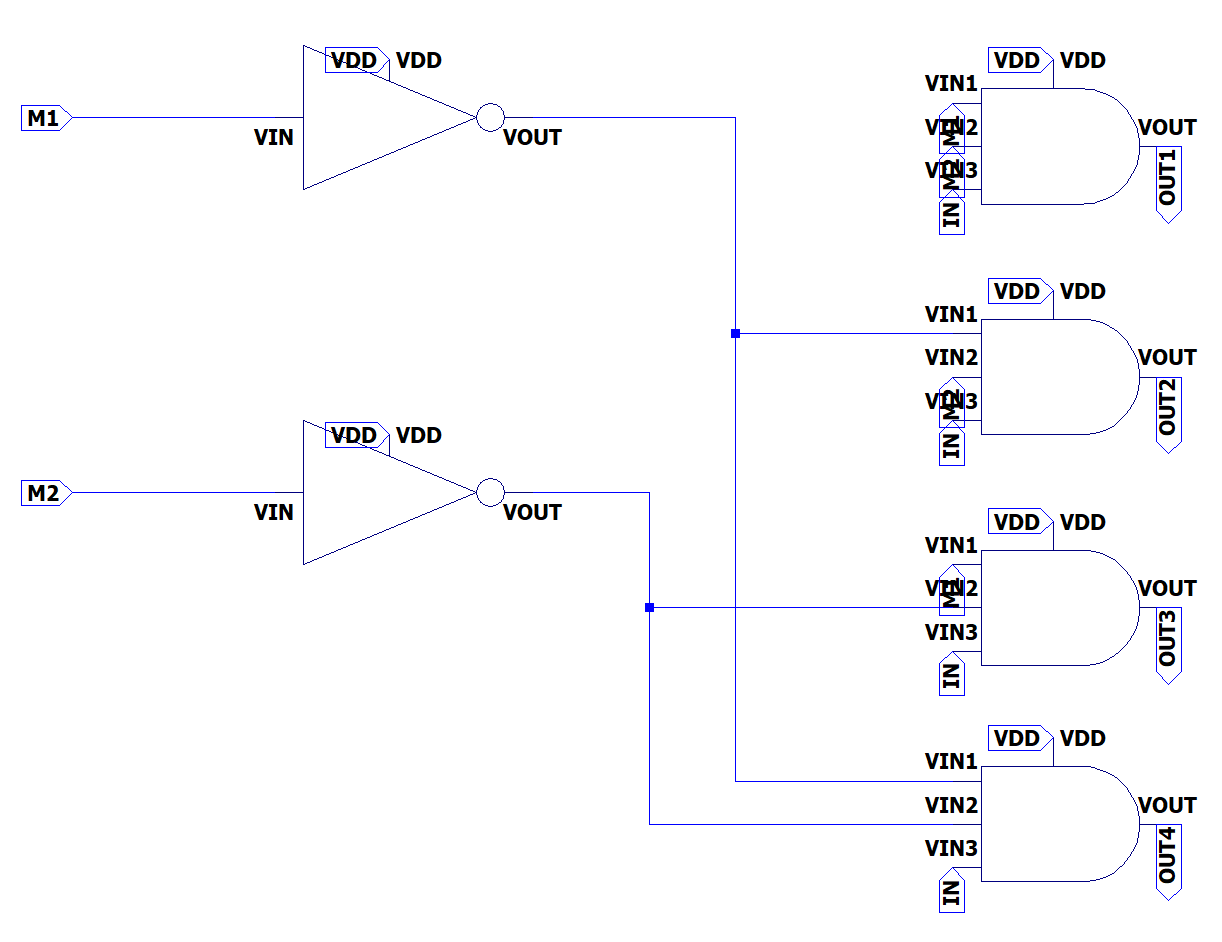 VDD VDD
M1
VIN
VOUT
VDD VDD
VIN1
M1
VIN2
M2
VIN3
IN
VOUT
OUT1
VDD VDD
VIN1
VIN2
M2
VIN3
IN
VOUT
OUT2
VDD VDD
M2
VIN
VOUT
VDD VDD
VIN1
M1
VIN2
VIN3
IN
VOUT
OUT3
VDD VDD
VIN1
VIN2
VIN3
IN
VOUT
OUT4